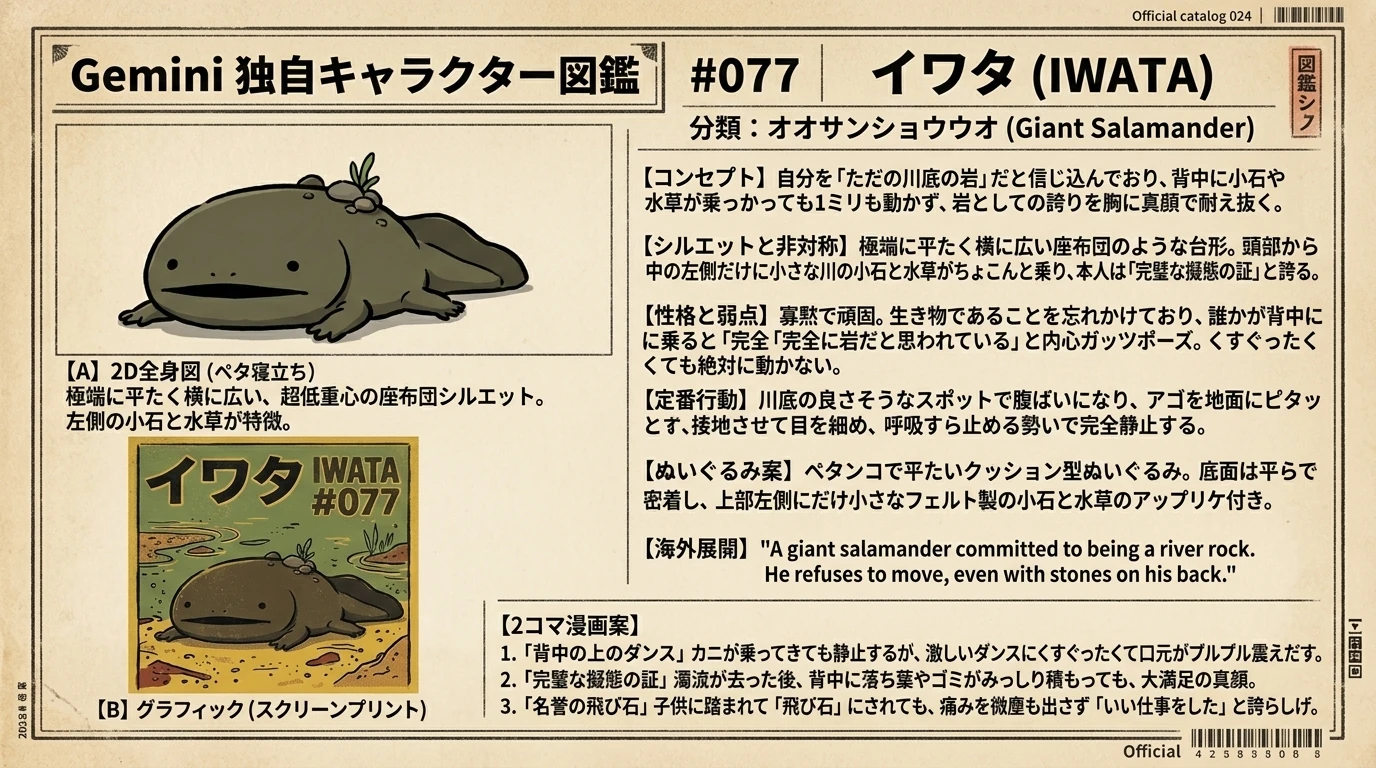 Official catalog 024
Gemini 独自キャラクター図鑑
#077
イワタ (IWATA)
図鑑シク
分類：オオサンショウウオ (Giant Salamander)
【A】2D全身図 (ペタ寝立ち)
極端に平たく横に広い、超低重心の座布団シルエット。
左側の小石と水草が特徴。
イワタ IWATA
#077
【B】グラフィック (スクリーンプリント)
【コンセプト】自分を「ただの川底の岩」だと信じ込んでおり、背中に小石や
水草が乗っかっても1ミリも動かず、岩としての誇りを胸に真顔で耐え抜く。
【シルエットと非対称】極端に平たく横に広い座布団のような台形。頭部から
中の左側だけに小さな川の小石と水草がちょこんと乗り、本人は「完璧な擬態の証」と誇る。
【性格と弱点】寡黙で頑固。生き物であることを忘れかけており、誰かが背中に
に乗ると「完全「完全に岩だと思われている」と内心ガッツポーズ。くすぐったく
くても絶対に動かない。
【定番行動】川底の良さそうなスポットで腹ばいになり、アゴを地面にピタッ
とず、接地させて目を細め、呼吸すら止める勢いで完全静止する。
【ぬいぐるみ案】ペタンコで平たいクッション型ぬいぐるみ。底面は平らで
密着し、上部左側にだけ小さなフェルト製の小石と水草のアップリケ付き。
【海外展開】"A giant salamander committed to being a river rock.
He refuses to move, even with stones on his back."
【2コマ漫画案】
1.「背中の上のダンス」カニが乗ってきても静止するが、激しいダンスにくすぐったくて口元がプルプル震えだす。
2.「完璧な擬態の証」濁流が去った後、背中に落ち葉やゴミがみっしり積もっても、大満足の真顔。
3.「名誉の飛び石」子供に踏まれて「飛び石」にされても、痛みを微塵も出さず「いい仕事をした」と誇らしげ。
Official
42583808 8